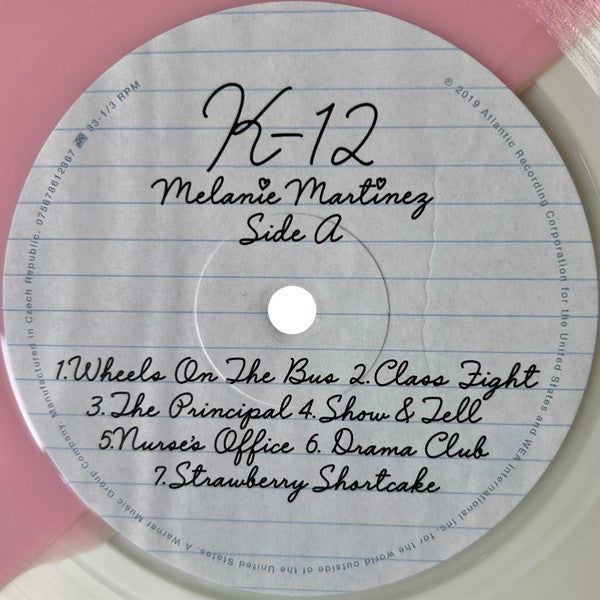 K-12
Melanie Martinez
Side A
1.Wheels On The Bus 2.Class Fight
3.The Principal 4.Show & Tell
5.Nurse's Office 6. Drama Club
7.Strawberry Shortcake
℗ 2019 Atlantic Recording Corporation for the United States and WEA International Inc. for the world outside of the United States. A Warner Music Group Company. Manufactured in Czech Republic. 075678612867 33-1/3 RPM